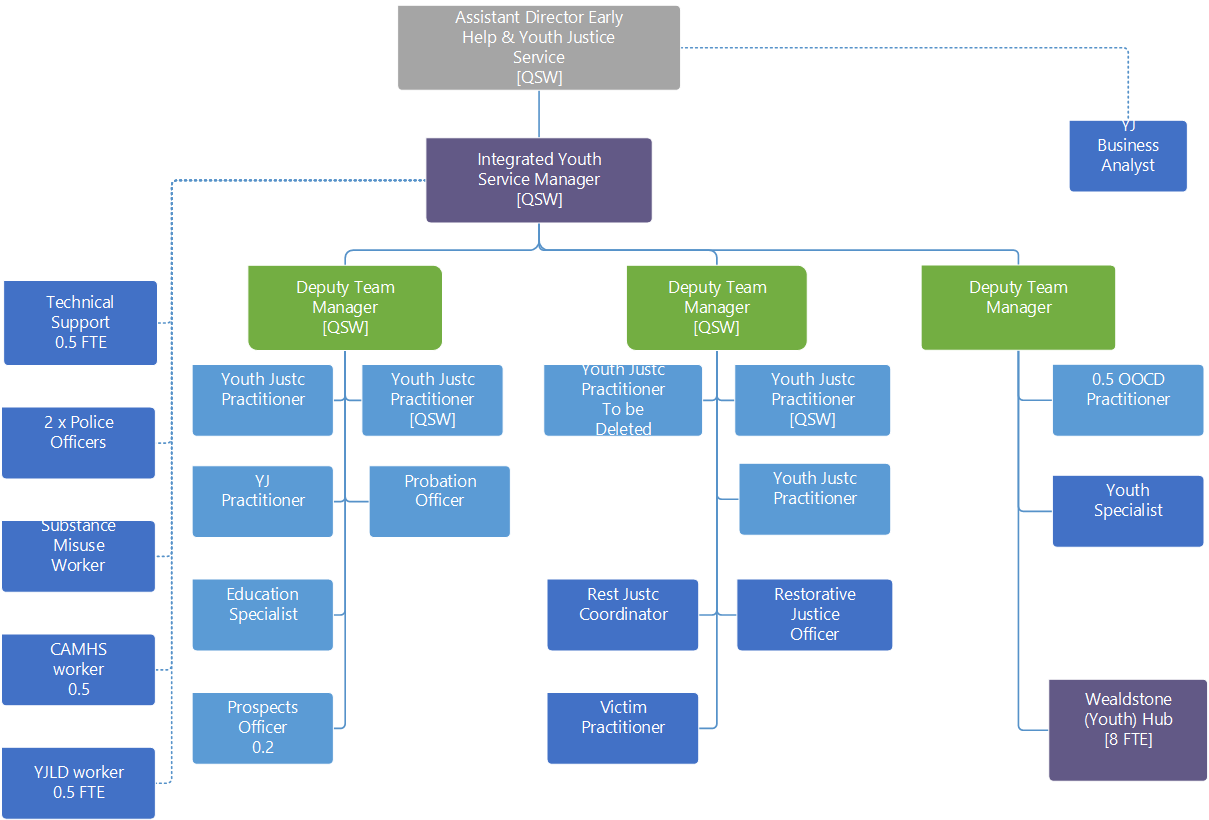 Assistant Director Early
Help & Youth Justice
Service
[QSW]
YJ
Business
Analyst
Integrated Youth
Service Manager
[QSW]
Technical
Support
0.5 FTE
2 x Police
Officers
Substance
Misuse
Worker
CAMHS
worker
0.5
YJLD worker
0.5 FTE
Deputy Team
Manager
[QSW]
Youth Justc
Practitioner
Youth Justc
Practitioner
[QSW]
YJ
Practitioner
Probation
Officer
Education
Specialist
Prospects
Officer
0.2
Deputy Team
Manager
[QSW]
Youth Justc
Practitioner
To be
Deleted
Youth Justc
Practitioner
[QSW]
Youth Justc
Practitioner
Rest Justc
Coordinator
Restorative
Justice
Officer
Victim
Practitioner
Deputy Team
Manager
0.5 OOCD
Practitioner
Youth
Specialist
Wealdstone
(Youth) Hub
[8 FTE]